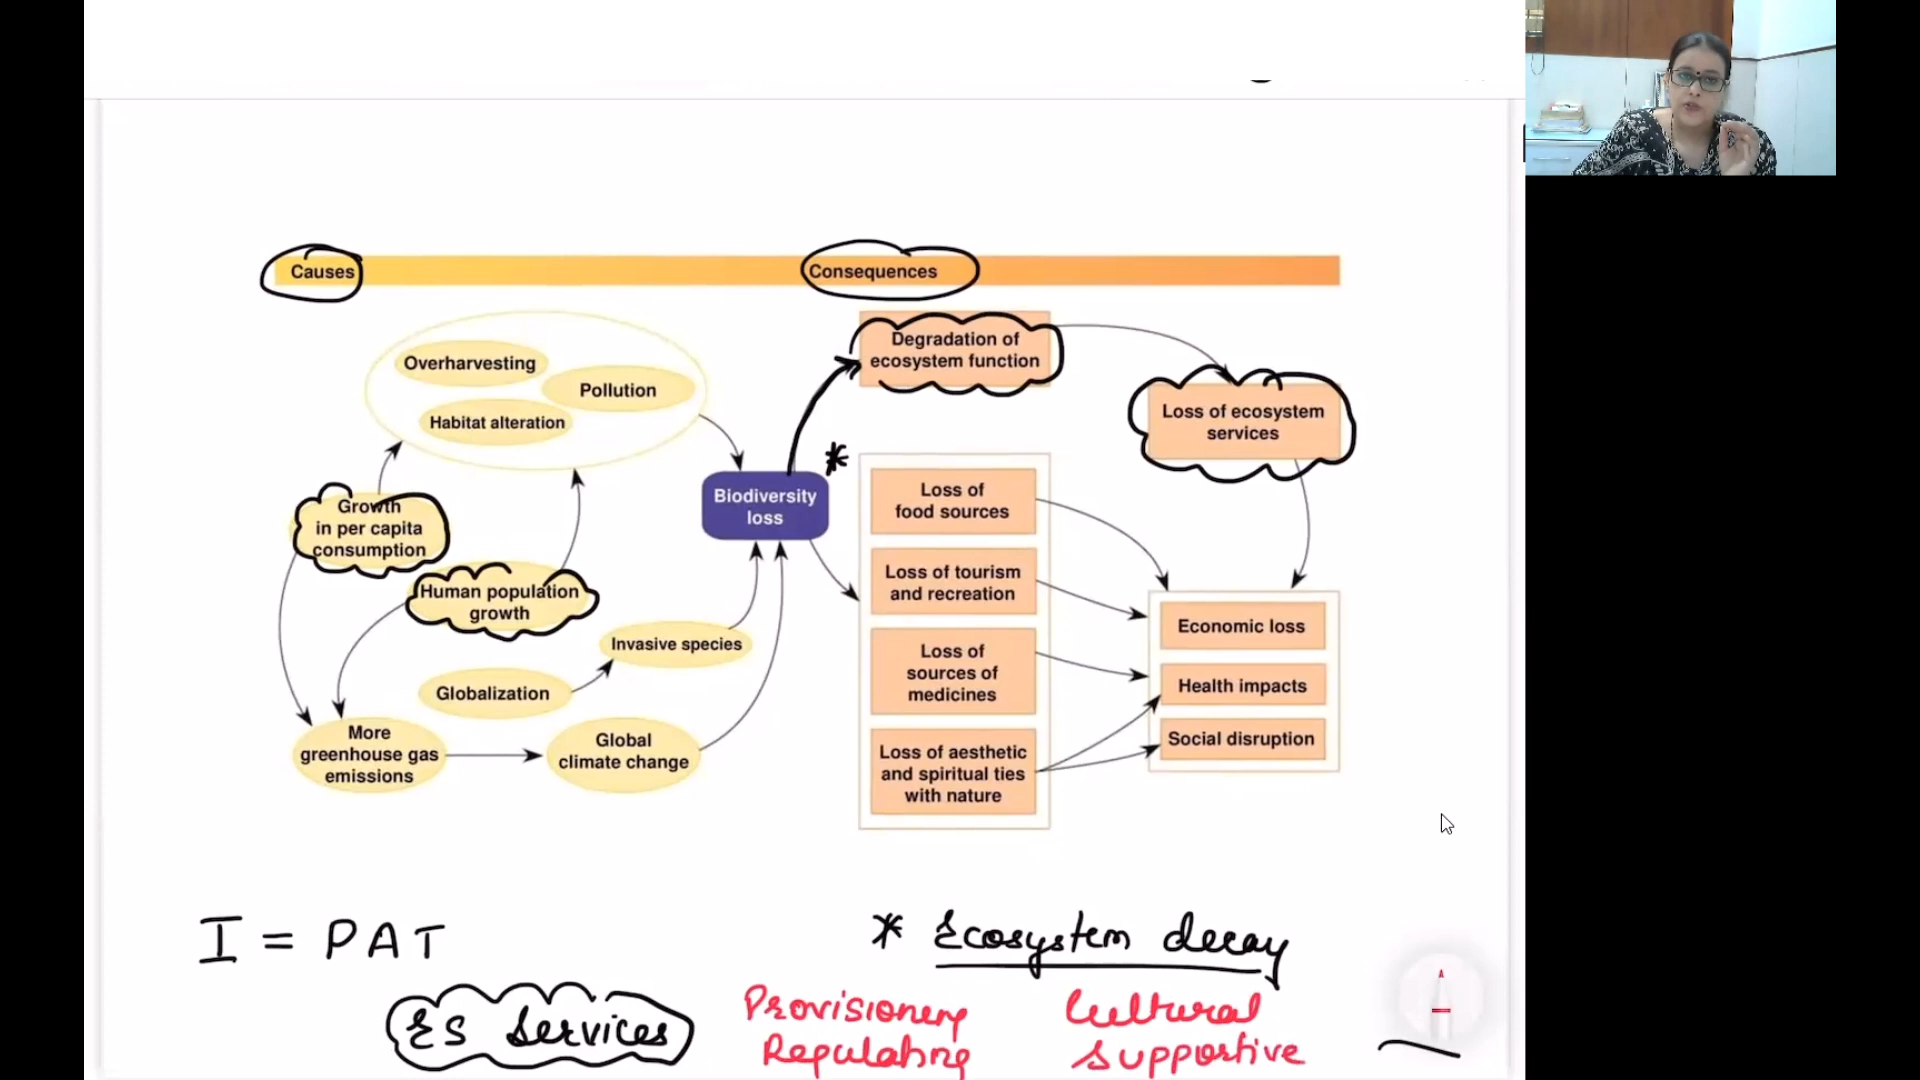 Causes
Consequences
Overharvesting
Pollution
Habitat alteration
Growth
in per capita
consumption
Human population
growth
Invasive species
Globalization
More
greenhouse gas
emissions
Global
climate change
Biodiversity
loss
*
Degradation of
ecosystem function
Loss of ecosystem
services
Loss of
food sources
Loss of tourism
and recreation
Loss of
sources of
medicines
Loss of aesthetic
and spiritual ties
with nature
Economic loss
Health impacts
Social disruption
I = PAT
* Ecosystem decay
ES Services
Provisionery
Regulating
Cultural
Supportive